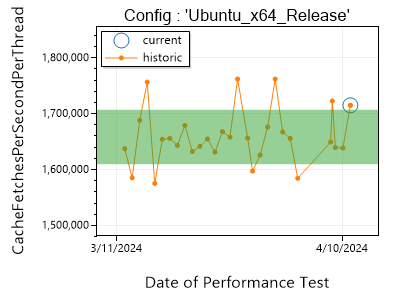 Config : 'Ubuntu_x64_Release'
current
historic
CacheFetchesPerSecondPerThread
1,800,000
1,700,000
1,600,000
1,500,000
3/11/2024
4/10/2024
Date of Performance Test